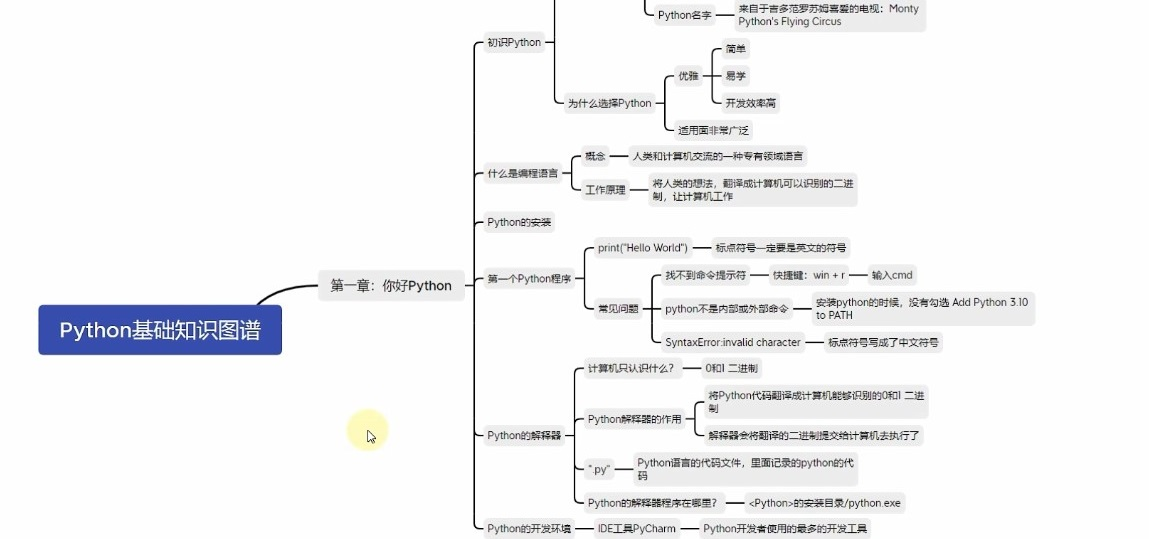 Python名字
来自于吉多范罗苏姆喜爱的电视：Monty
Python's Flying Circus
初识Python
简单
优雅
易学
为什么选择Python
开发效率高
适用面非常广泛
概念
人类和计算机交流的一种专有领域语言
什么是编程语言
工作原理
将人类的想法，翻译成计算机可以识别的二进
制，让计算机工作
Python的安装
print("Hello World")
标点符号一定要是英文的符号
第一个Python程序
找不到命令提示符
快捷键：win + r
输入cmd
第一章：你好Python
常见问题
python不是内部或外部命令
安装python的时候，没有勾选 Add Python 3.10
to PATH
Python基础知识图谱
SyntaxError:invalid character
标点符号写成了中文符号
计算机只认识什么？
0和1 二进制
将Python代码翻译成计算机能够识别的0和1 二进
制
Python解释器的作用
解释器会将翻译的二进制提交给计算机去执行了
Python的解释器
".py"
Python语言的代码文件，里面记录的python的代
码
Python的解释器程序在哪里？
<Python>的安装目录/python.exe
Python的开发环境
IDE工具PyCharm
Python开发者使用的最多的开发工具